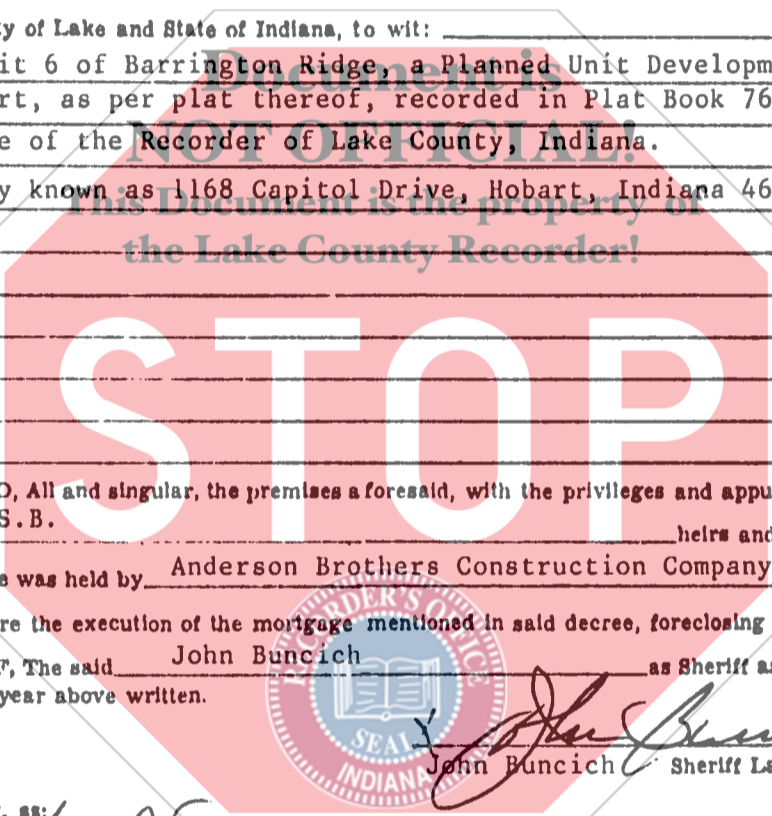 y of Lake and State of Indiana, to wit:
it 6 of Barrington Ridge, a Planned Unit Developm
Document is
rt, as per plat thereof, recorded in Plat Book 76
NOT OFFICIAL!
e of the Recorder of Lake County, Indiana.
y known as 1168 Capitol Drive, Hobart, Indiana 46
This Document is the property of
the Lake County Recorder!
STOP
O, All and singular, the premises aforesaid, with the privileges and appu
S.B.
heirs and
e was held by Anderson Brothers Construction Company
re the execution of the mortgage mentioned in said decree, foreclosing
F, The said John Buncich as Sheriff as
year above written.
RECORDER'S OFFICE
SEAL
INDIANA
John Buncich Sheriff La
ss: